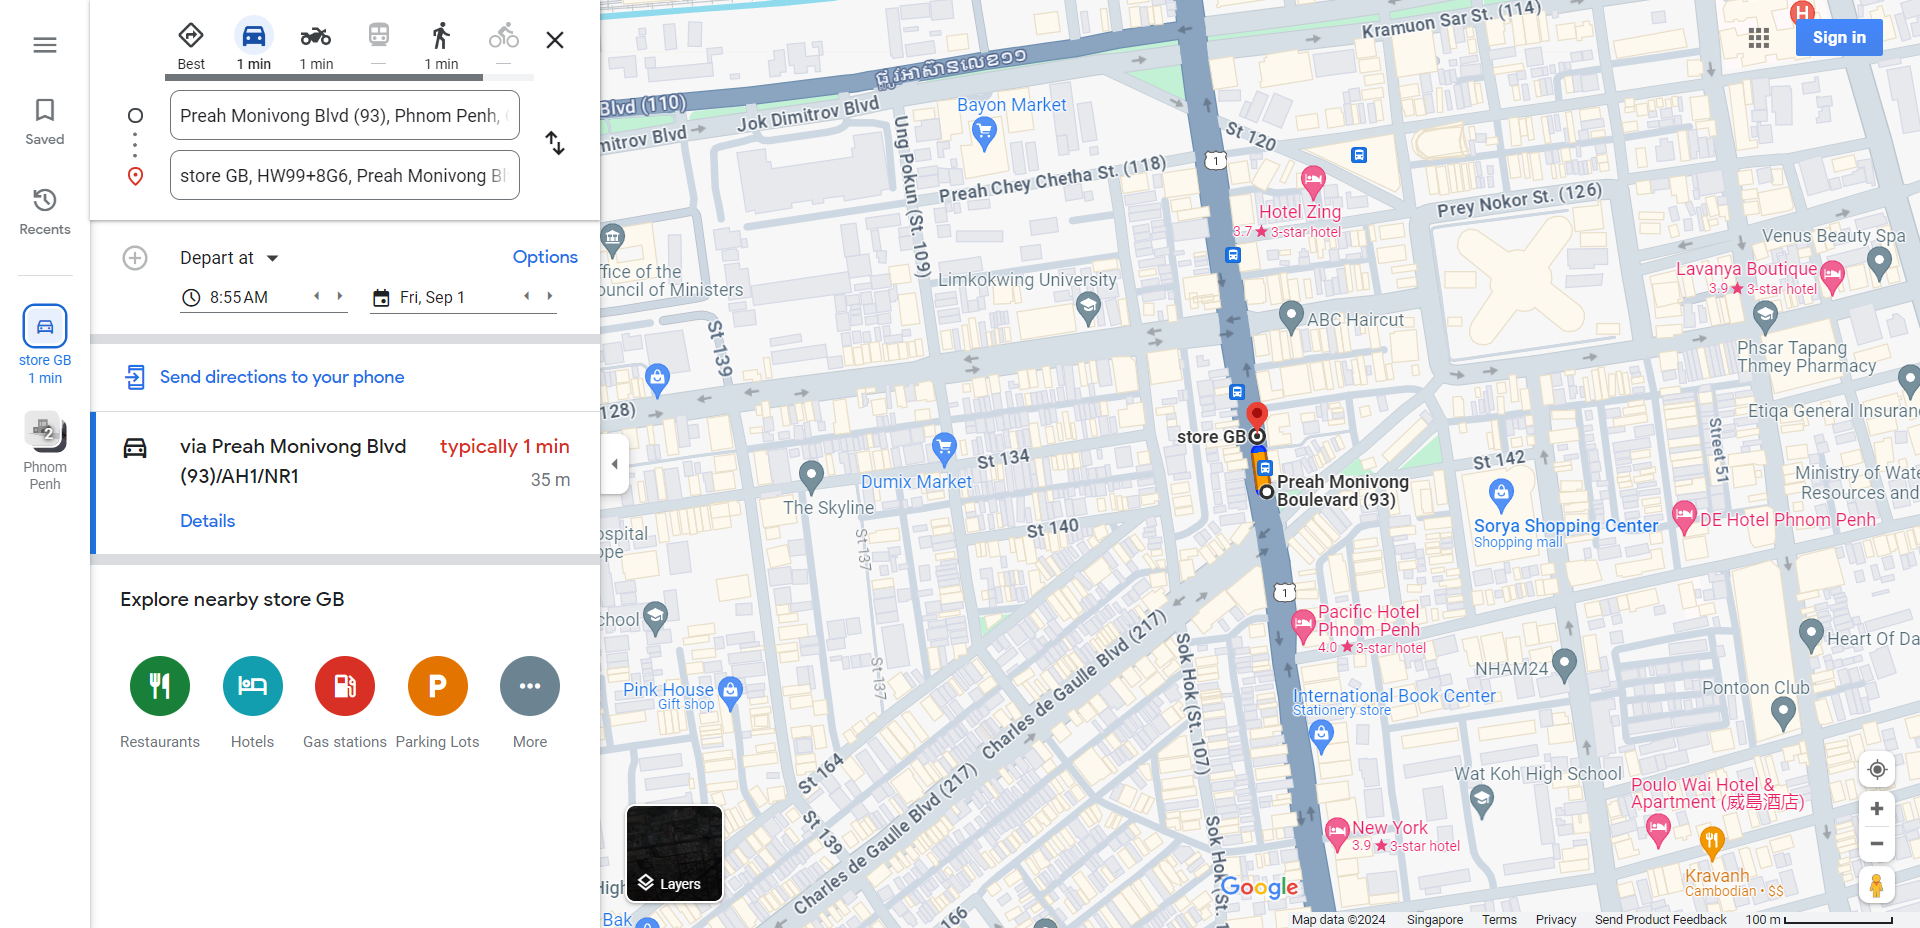 Best
1 min
1 min
—
1 min
—
Preah Monivong Blvd (93), Phnom Penh,
store GB, HW99+8G6, Preah Monivong Bl
Saved
Recents
store GB
1 min
2
Phnom
Penh
Depart at
Options
8:55 AM
Fri, Sep 1
Send directions to your phone
via Preah Monivong Blvd
(93)/AH1/NR1
typically 1 min
35 m
Details
Explore nearby store GB
Restaurants
Hotels
P
Gas stations
Parking Lots
More
Layers
Sign in
H
Kramuon Sar St. (114)
ផ្លូវអាស៊ានលេខ១១
Blvd (110)
Jok Dimitrov Blvd
mitrov Blvd
Bayon Market
Ung Pokun (St. 109)
St 120
1
Preah Chey Chetha St. (118)
Hotel Zing
3.7 ★ 3-star hotel
Prey Nokor St. (126)
Venus Beauty Spa
Lavanya Boutique
3.9 ★ 3-star hotel
ffice of the
ouncil of Ministers
Limkokwing University
ABC Haircut
St 139
Phsar Tapang
Thmey Pharmacy
128)
Etiqa General Insuran
Street 51
store GB
St 134
St 142
Dumix Market
Preah Monivong
Boulevard (93)
Ministry of Wate
Resources and
The Skyline
St 140
St 137
Sorya Shopping Center
Shopping mall
DE Hotel Phnom Penh
ospital
ope
1
Pacific Hotel
Phnom Penh
4.0 ★ 3-star hotel
chool
Heart Of Da
NHAM24
St 137
Sok Hok (St. 107)
Charles de Gaulle Blvd (217)
Pink House
Gift shop
International Book Center
Stationery store
Pontoon Club
St 164
Wat Koh High School
Poulo Wai Hotel &
Apartment (威島酒店)
St 139
Charles de Gaulle Blvd (217)
Sok Hok (St.
New York
3.9 ★ 3-star hotel
Kravanh
Cambodian • $$
High
Bak
166
Google
Map data ©2024
Singapore
Terms
Privacy
Send Product Feedback
100 m